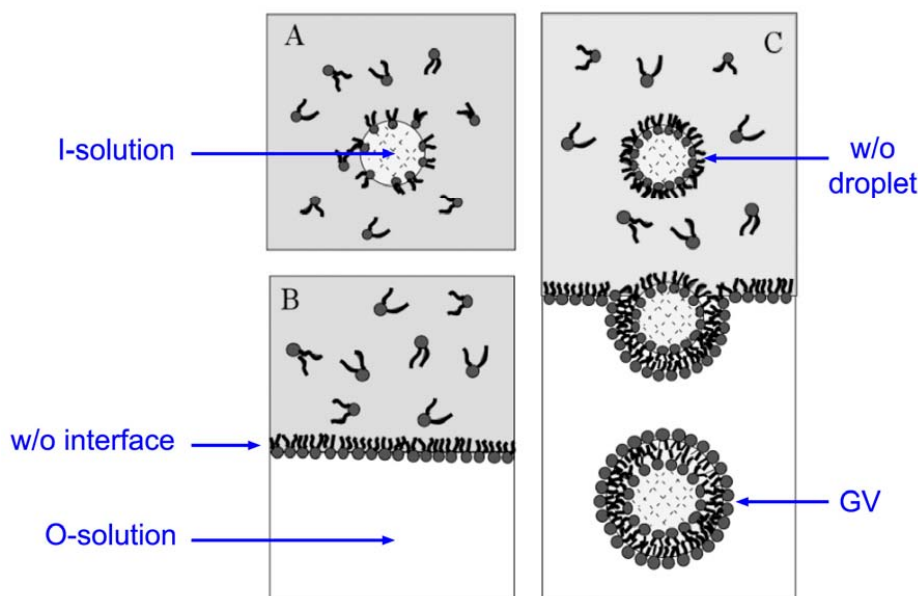 A
I-solution
B
w/o interface
O-solution
C
w/o
droplet
GV